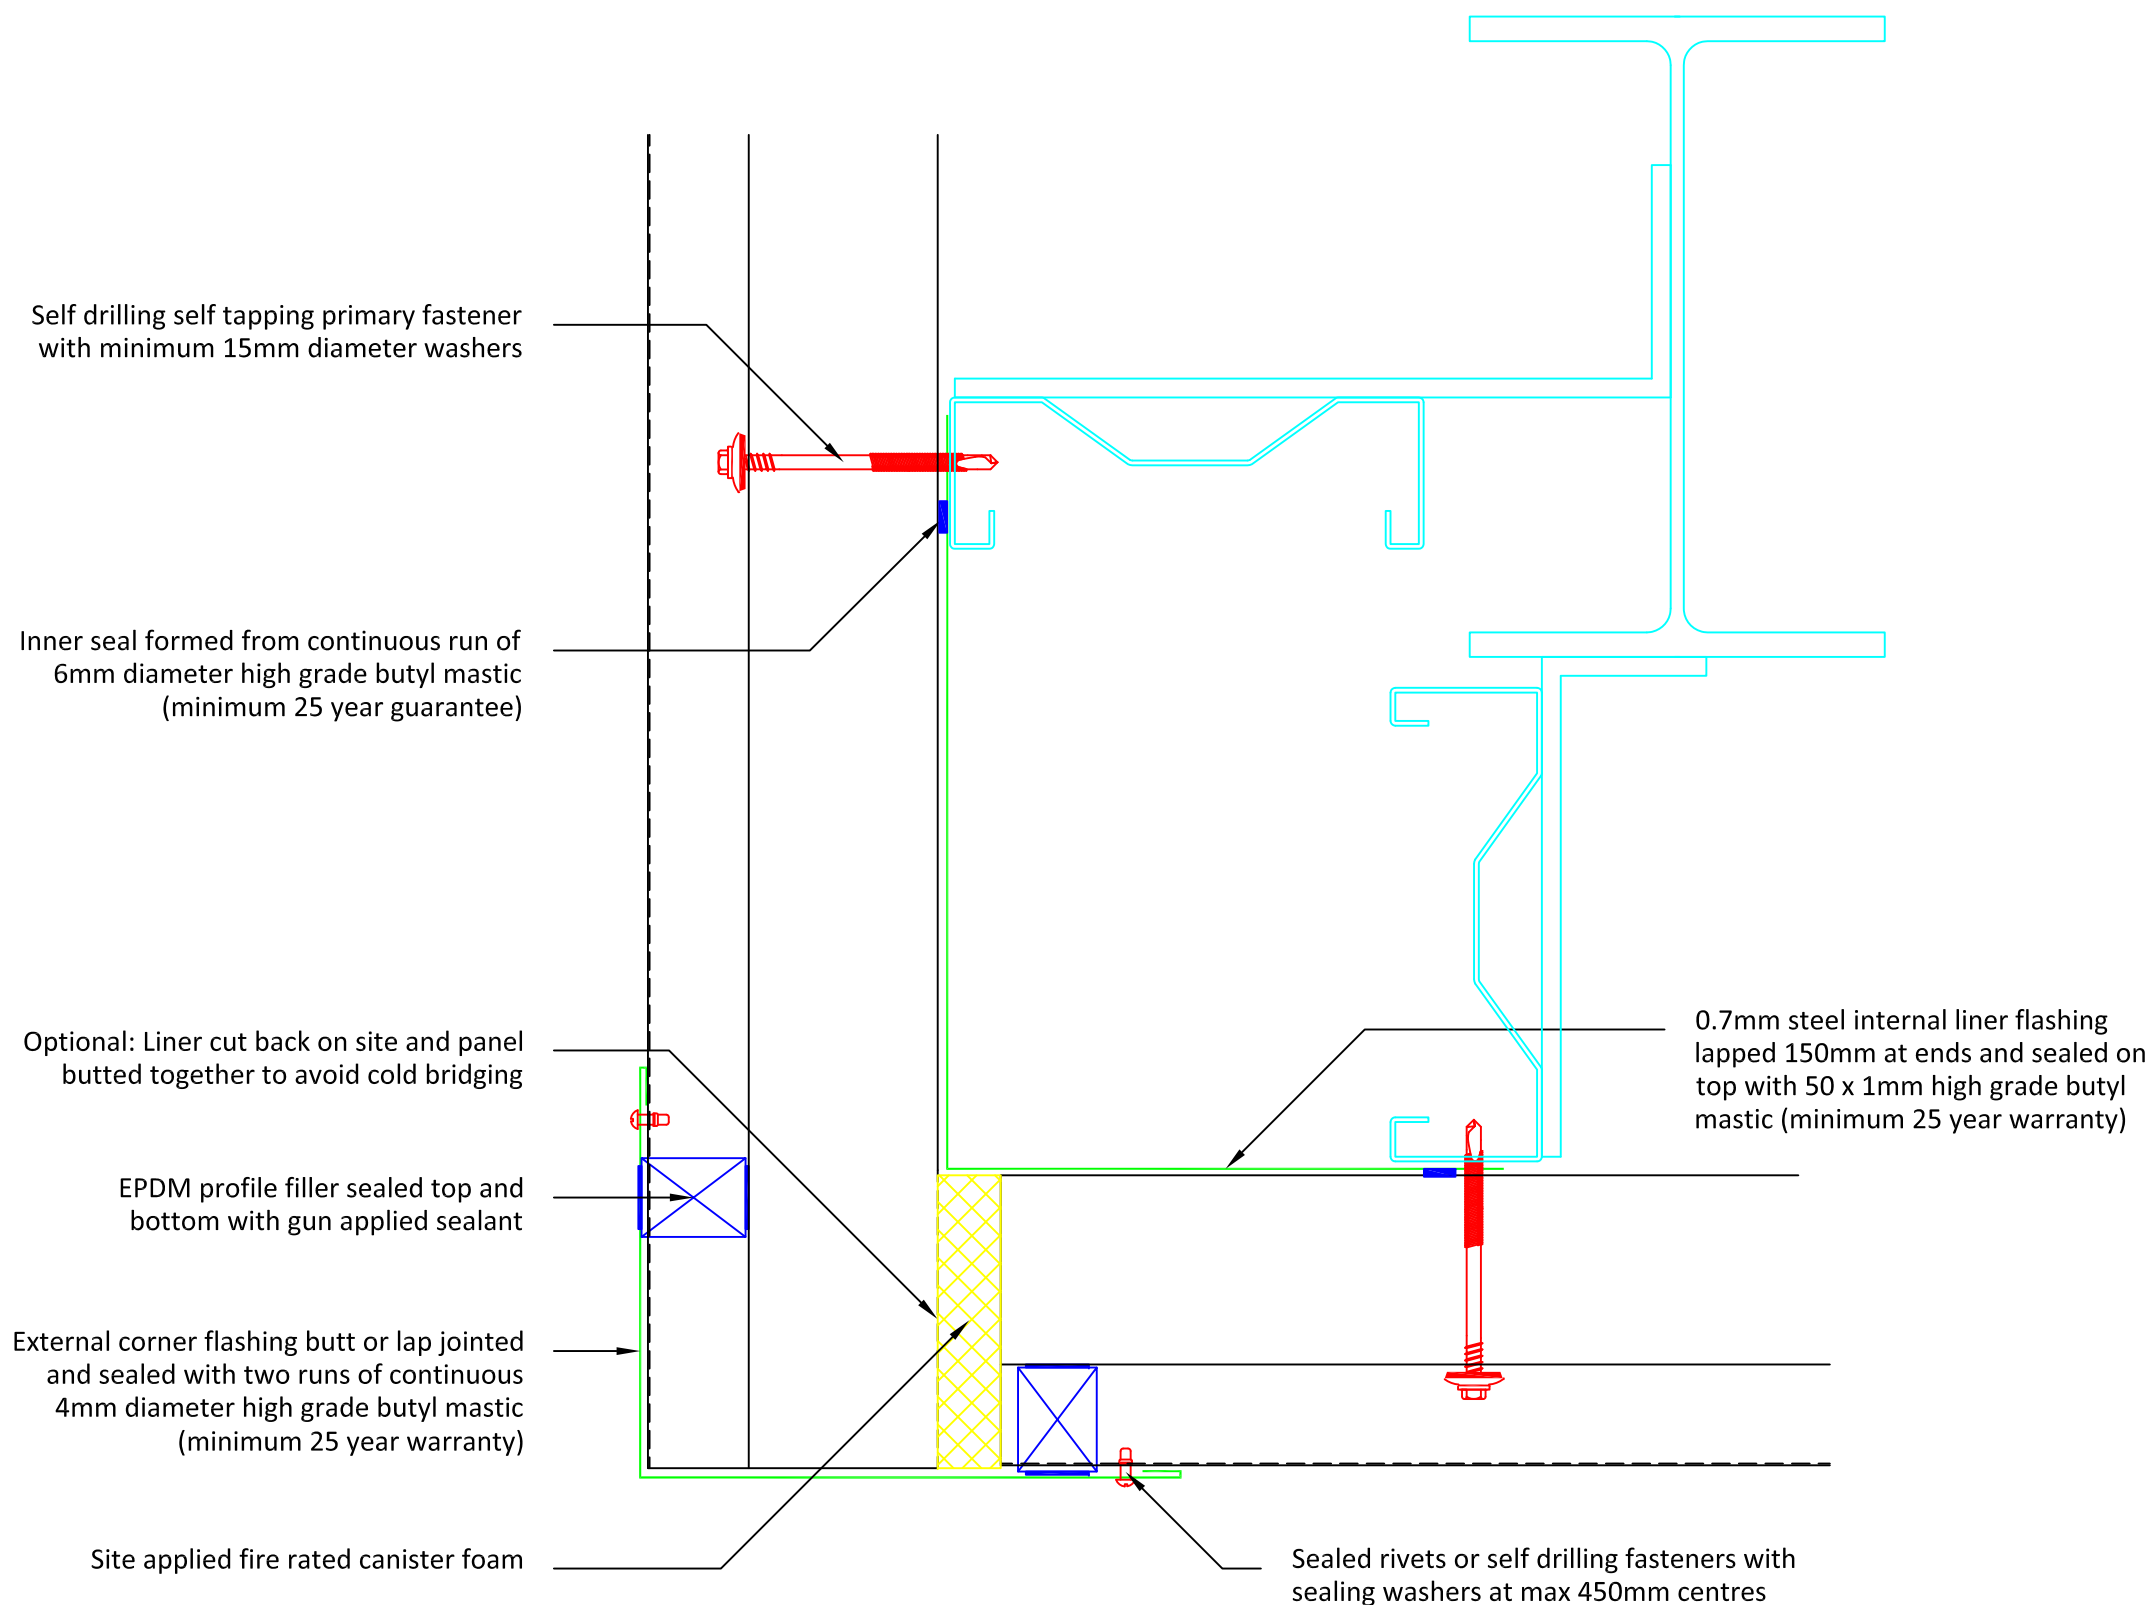 Self drilling self tapping primary fastener
with minimum 15mm diameter washers
Inner seal formed from continuous run of
6mm diameter high grade butyl mastic
(minimum 25 year guarantee)
Optional: Liner cut back on site and panel
butted together to avoid cold bridging
0.7mm steel internal liner flashing
lapped 150mm at ends and sealed on
top with 50 x 1mm high grade butyl
mastic (minimum 25 year warranty)
EPDM profile filler sealed top and
bottom with gun applied sealant
External corner flashing butt or lap jointed
and sealed with two runs of continuous
4mm diameter high grade butyl mastic
(minimum 25 year warranty)
Site applied fire rated canister foam
Sealed rivets or self drilling fasteners with
sealing washers at max 450mm centres